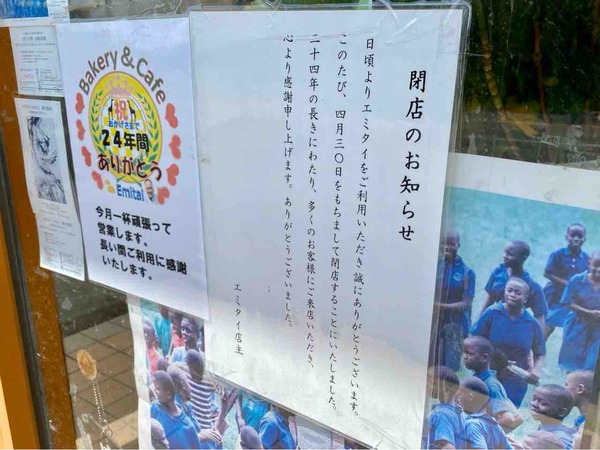 Bakery & Cafe
祝
おかげさまで
24年間
ありがとう
Emitai
今月一杯頑張って
営業します。
長い間ご利用に感謝
いたします。
閉店のお知らせ
日頃よりエミタイをご利用いただき誠にありがとうございます。
このたび、四月三〇日をもちまして閉店することにいたしました。
二十四年の長きにわたり、多くのお客様にご来店いただき、
心より感謝申し上げます。ありがとうございました。
エミタイ店主